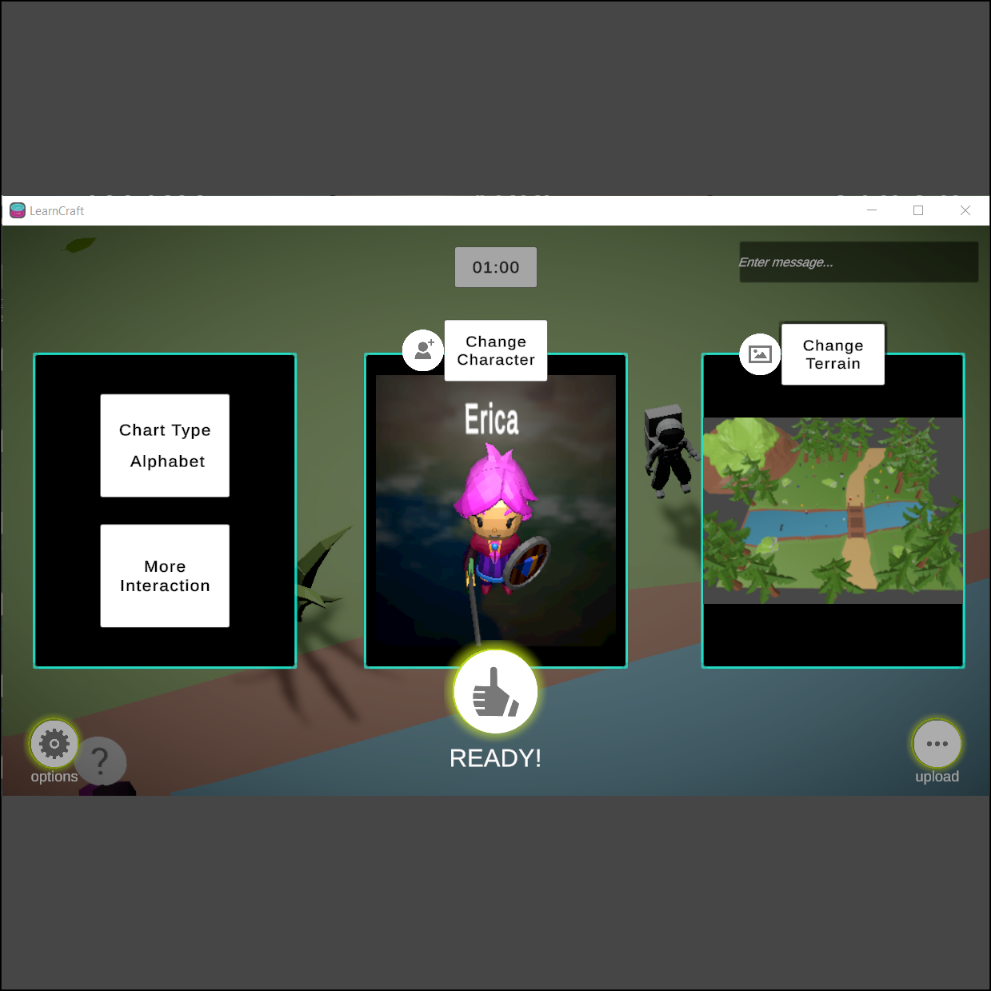 LearnCraft
01:00
Enter message...
Change
Character
Change
Terrain
Chart Type
Alphabet
More
Interaction
Erica
READY!
options
?
upload